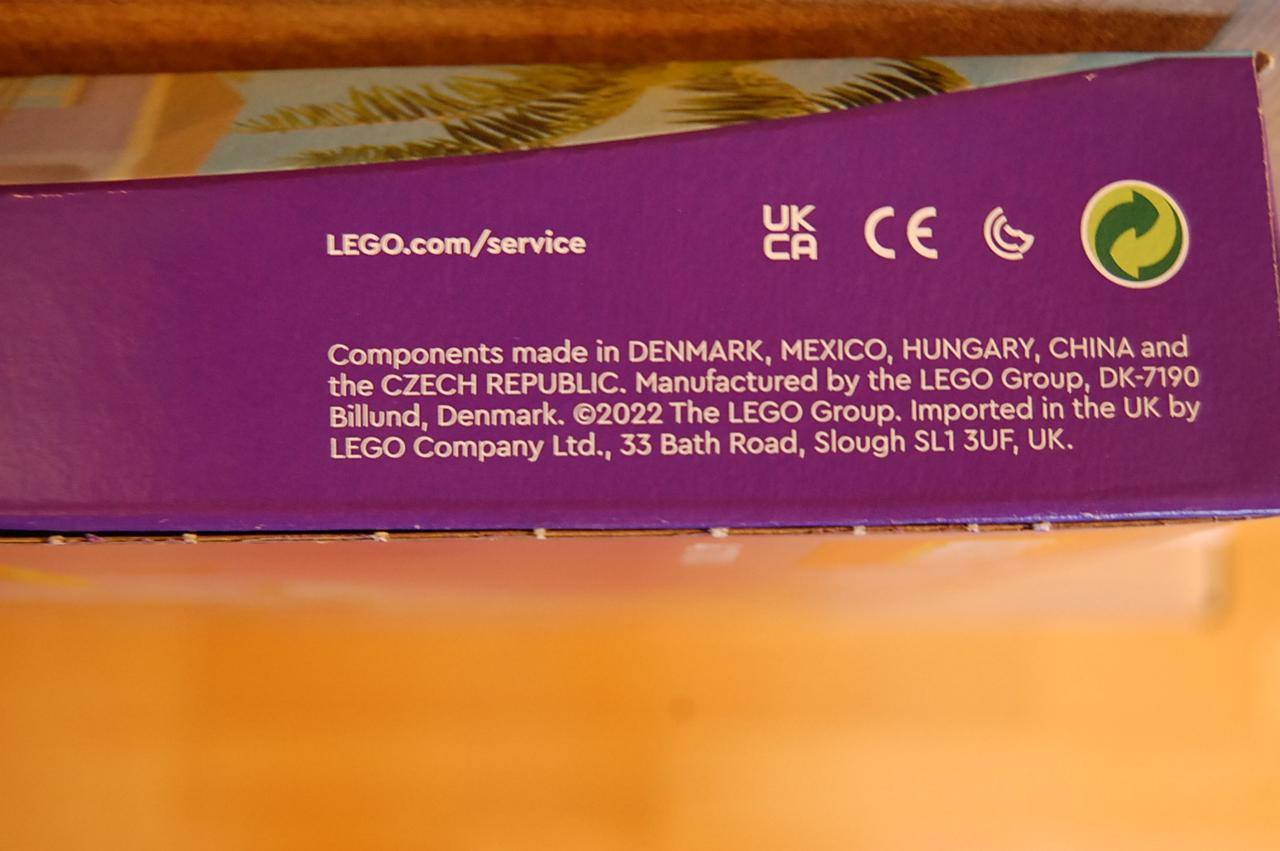 LEGO.com/service
UK
CA
CE
Components made in DENMARK, MEXICO, HUNGARY, CHINA and
the CZECH REPUBLIC. Manufactured by the LEGO Group, DK-7190
Billund, Denmark. ©2022 The LEGO Group. Imported in the UK by
LEGO Company Ltd., 33 Bath Road, Slough SL1 3UF, UK.